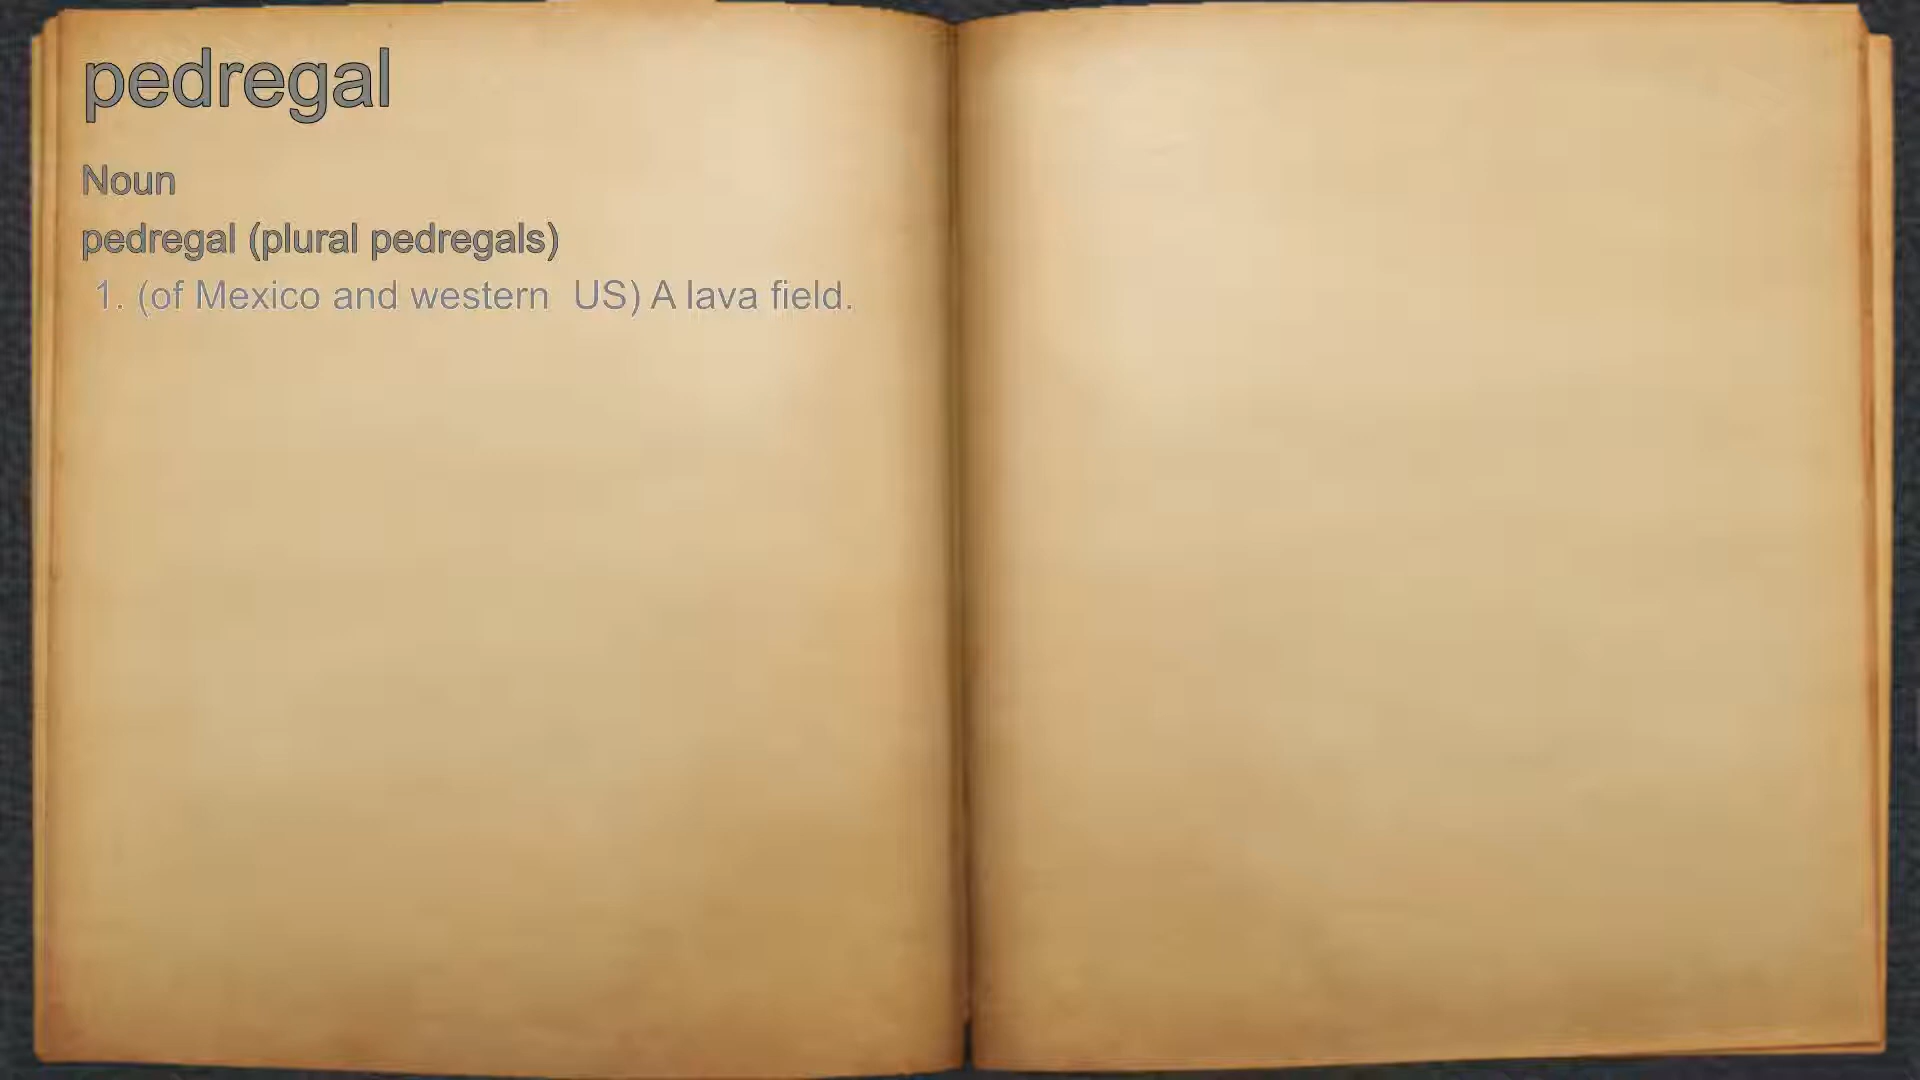 pedregal
Noun
pedregal (plural pedregals)
1. (of Mexico and western  US) A lava field.